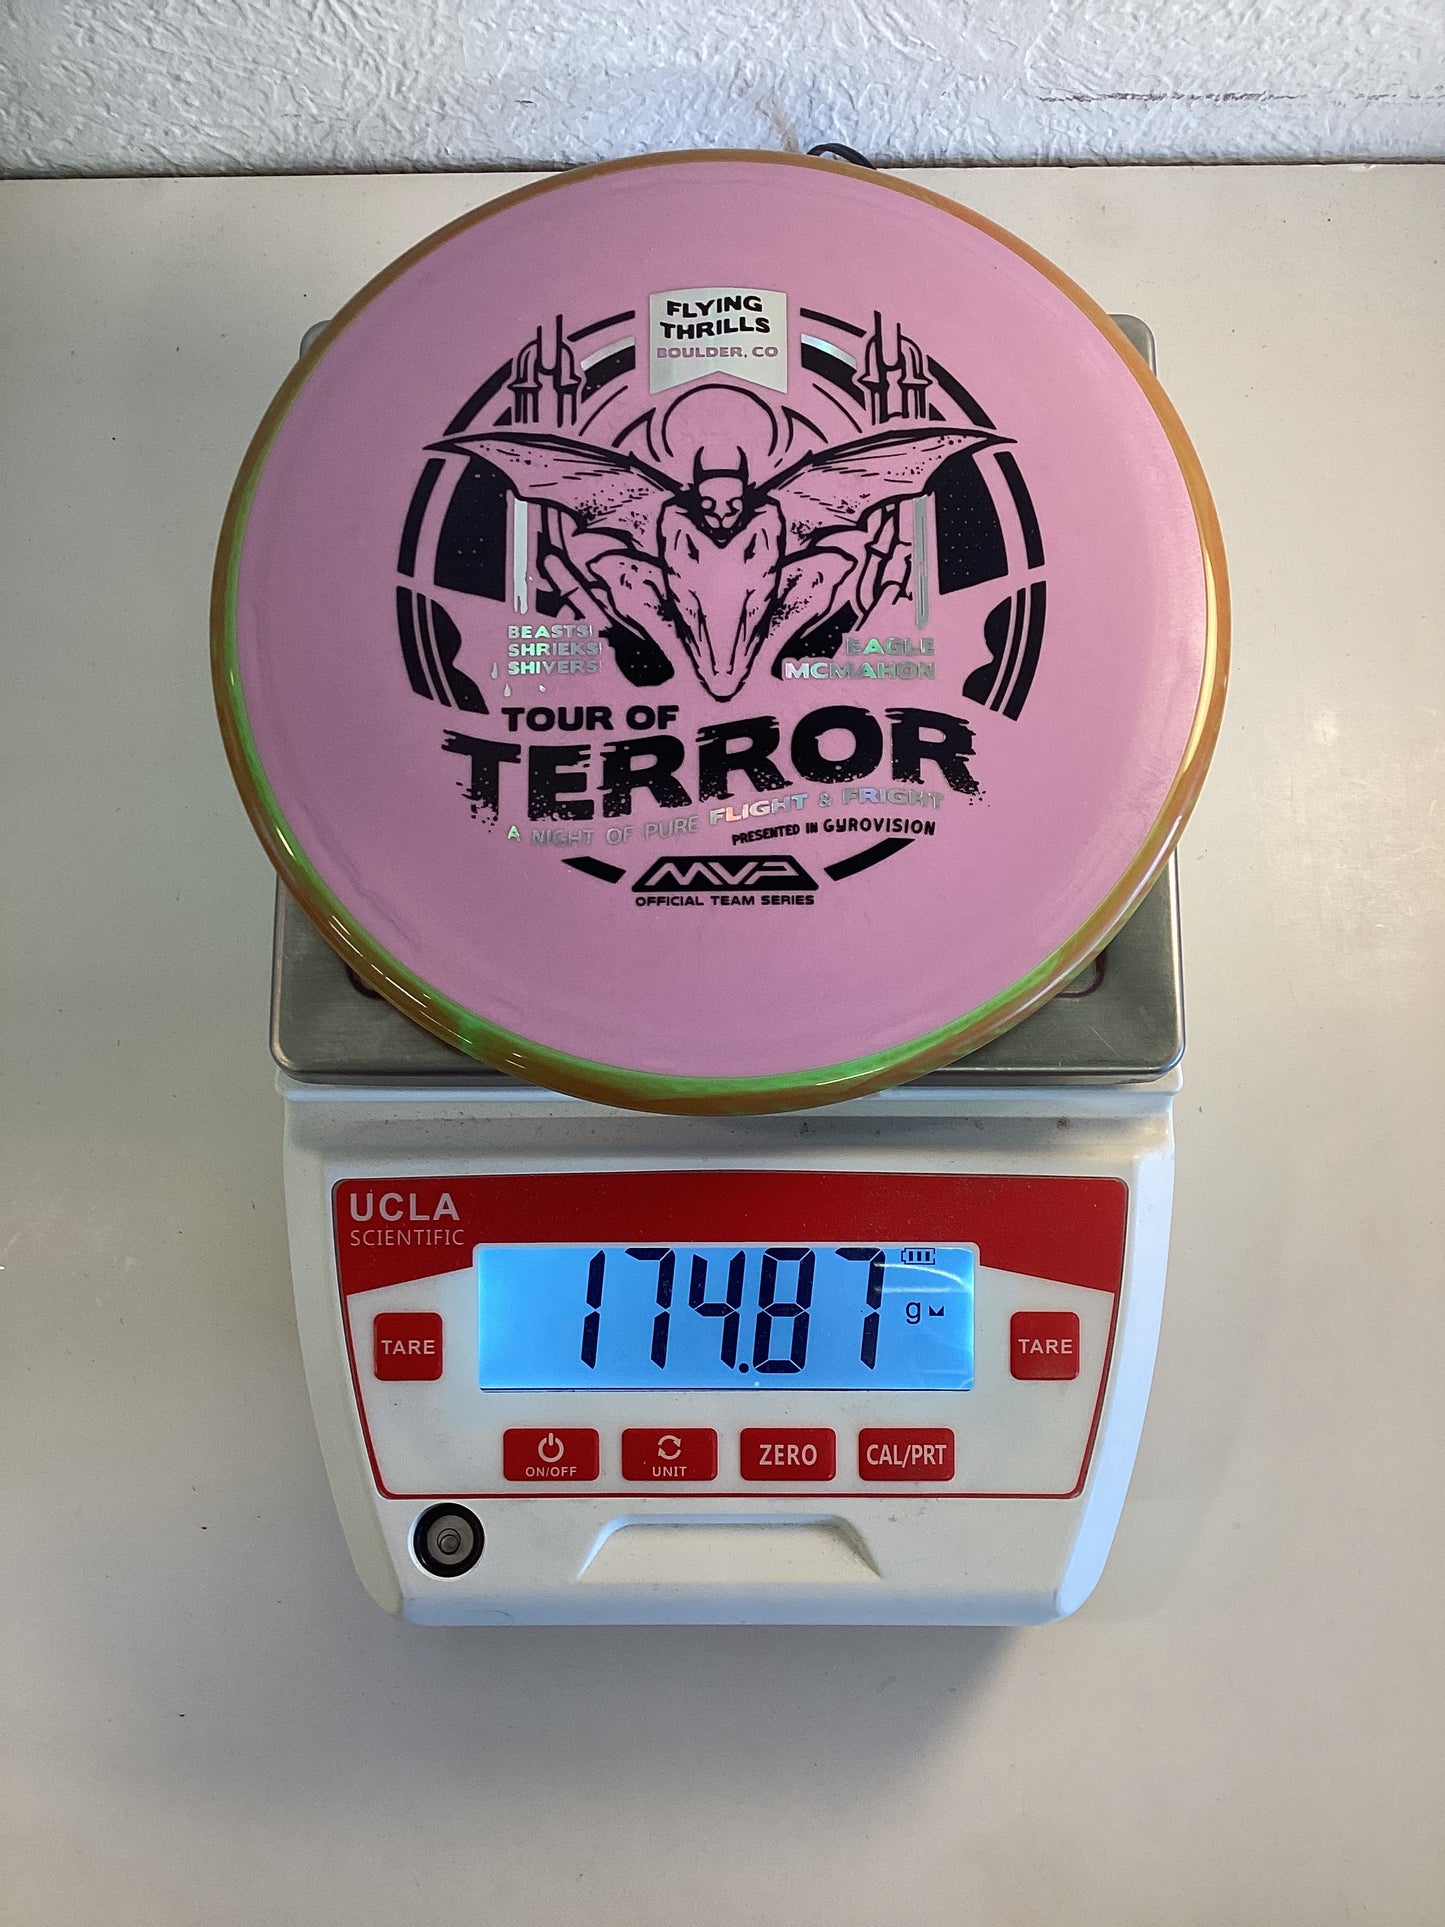 FLYING
THRILLS
BOULDER, CO
BEASTS!
SHRIEKS!
SHIVERS!
EAGLE
MCMAHON
TOUR OF
TERROR
A NIGHT OF PURE FLIGHT & FRIGHT
PRESENTED IN GYROVISION
MVP
OFFICIAL TEAM SERIES
UCLA
SCIENTIFIC
174.87
g
TARE
TARE
ON/OFF
UNIT
ZERO
CAL/PRT